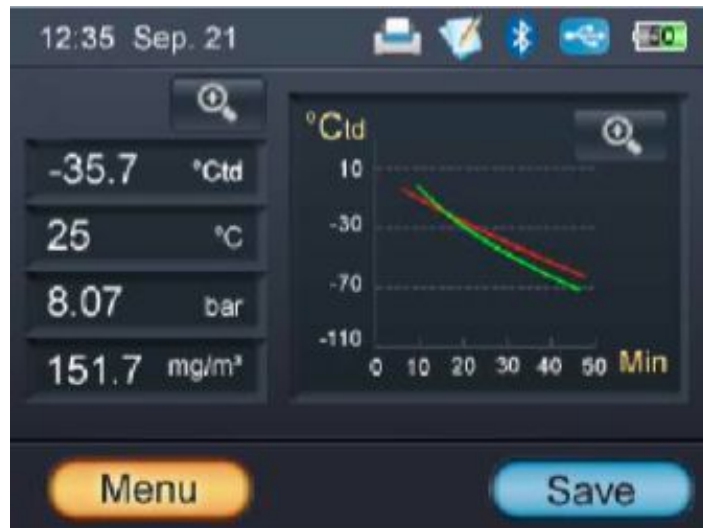 12:35 Sep. 21
-35.7 °Ctd
25 °C
8.07 bar
151.7 mg/m³
°Ctd
10
-30
-70
-110
0 10 20 30 40 50 Min
Menu
Save